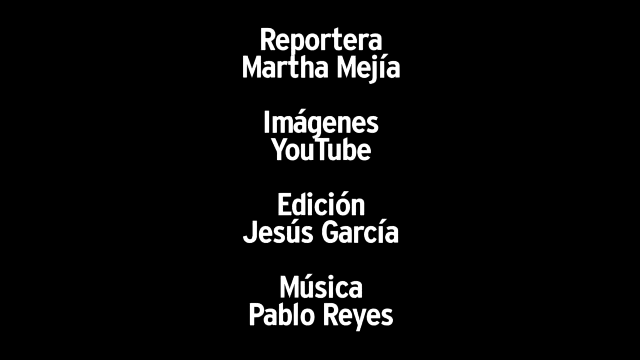 Reportera
Martha Mejía
Imágenes
YouTube
Edición
Jesús García
Música
Pablo Reyes